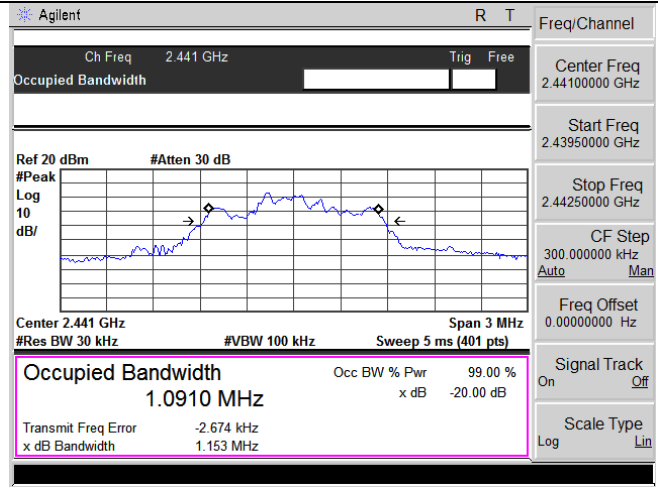 Agilent R T
Freq/Channel
Ch Freq 2.441 GHz Trig Free
Occupied Bandwidth
Center Freq
2.44100000 GHz
Start Freq
2.43950000 GHz
Stop Freq
2.44250000 GHz
CF Step
300.000000 kHz
Auto Man
Freq Offset
0.00000000 Hz
Signal Track
On Off
Scale Type
Log Lin
Ref 20 dBm #Atten 30 dB
#Peak
Log
10
dB/
Center 2.441 GHz Span 3 MHz
#Res BW 30 kHz #VBW 100 kHz Sweep 5 ms (401 pts)
Occupied Bandwidth Occ BW % Pwr 99.00 %
1.0910 MHz x dB -20.00 dB
Transmit Freq Error -2.674 kHz
x dB Bandwidth 1.153 MHz